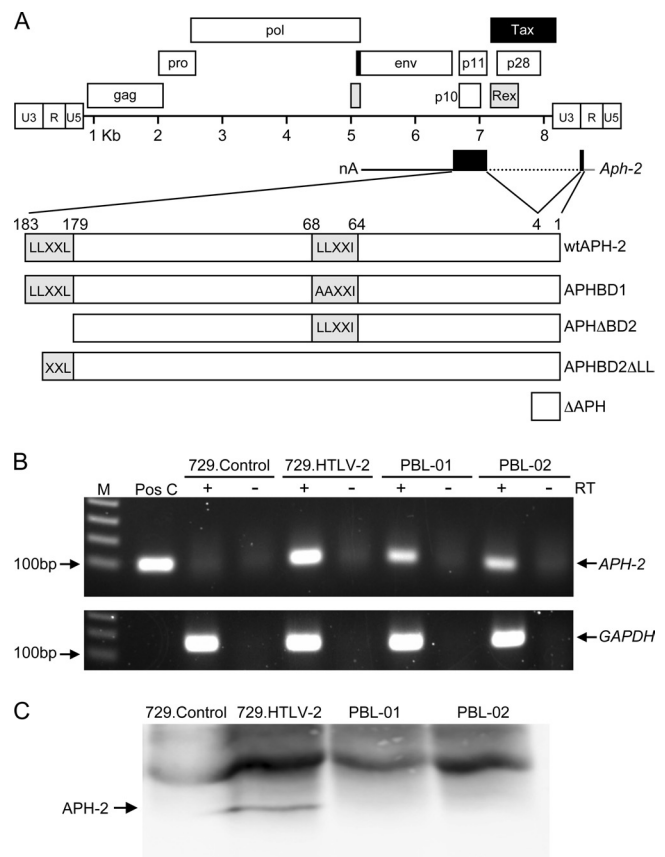 A
pol
Tax
pro
env
p11
p28
gag
p10
Rex
U3 R U5
1 Kb 2 3 4 5 6 7 8
U3 R U5
nA
Aph-2
183 179 68 64 4 1
LLXXL LLXXI wtAPH-2
LLXXL AAXXI APHBD1
LLXXI APHΔBD2
XXL APHBD2ΔLL
ΔAPH
B
729.Control 729.HTLV-2 PBL-01 PBL-02
M Pos C + - + - + - + - RT
100bp
APH-2
GAPDH
100bp
C
729.Control 729.HTLV-2 PBL-01 PBL-02
APH-2